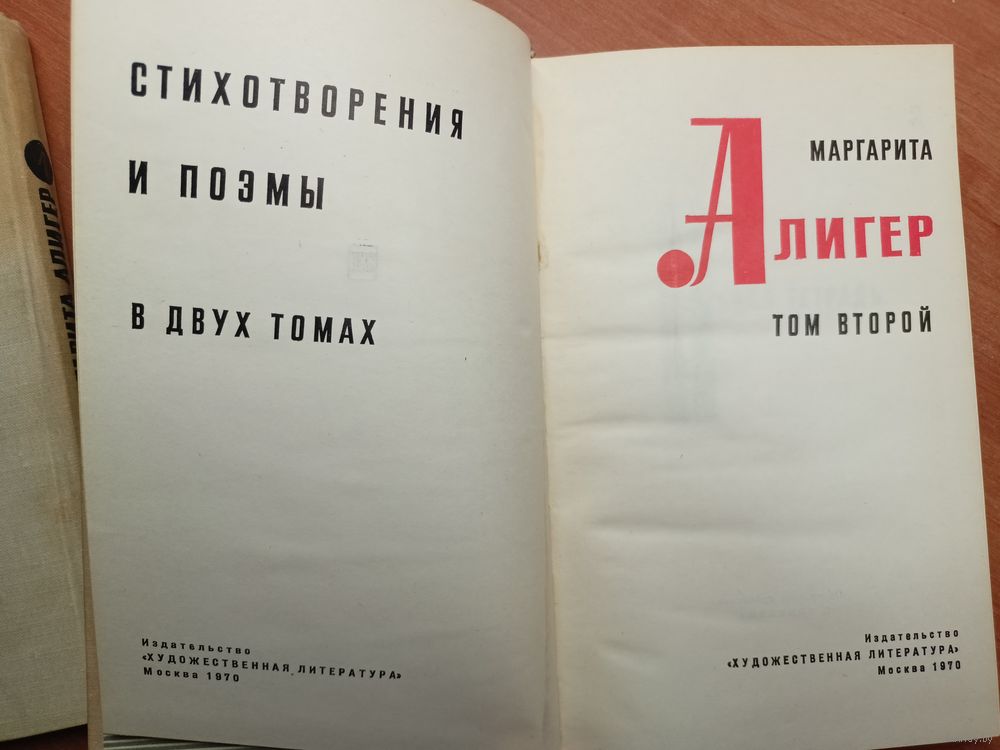 СТИХОТВОРЕНИЯ
И ПОЭМЫ
В ДВУХ ТОМАХ
Издательство
«ХУДОЖЕСТВЕННАЯ ЛИТЕРАТУРА»
Москва 1970
МАРГАРИТА
АЛИГЕР
ТОМ ВТОРОЙ
Издательство
«ХУДОЖЕСТВЕННАЯ ЛИТЕРАТУРА»
Москва 1970
АЛИГЕР